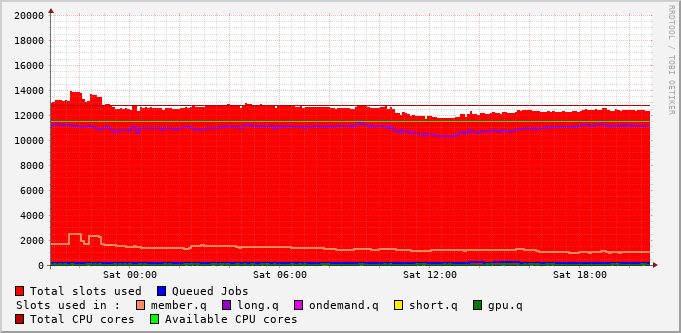 20000
18000
16000
14000
12000
10000
8000
6000
4000
2000
0
Sat 00:00 Sat 06:00 Sat 12:00 Sat 18:00
RRDTOOL / TOBI OETIKER
Total slots used Queued Jobs
Slots used in : member.q long.q ondemand.q short.q gpu.q
Total CPU cores Available CPU cores